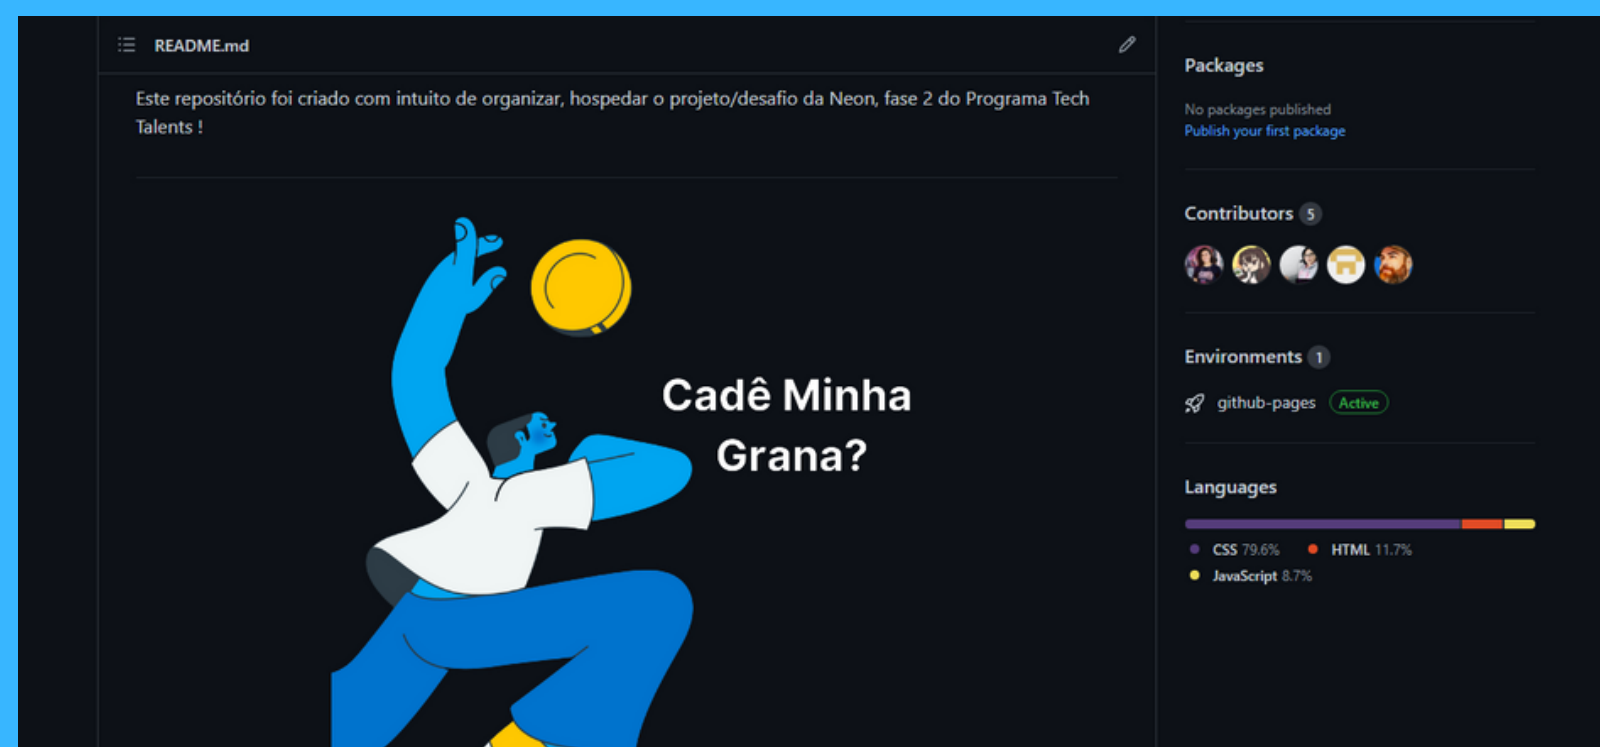 README.md
Este repositório foi criado com intuito de organizar, hospedar o projeto/desafio da Neon, fase 2 do Programa Tech
Talents !
Cadê Minha
Grana?
Packages
No packages published
Publish your first package
Contributors 5
Environments 1
github-pages Active
Languages
CSS 79.6% HTML 11.7%
JavaScript 8.7%